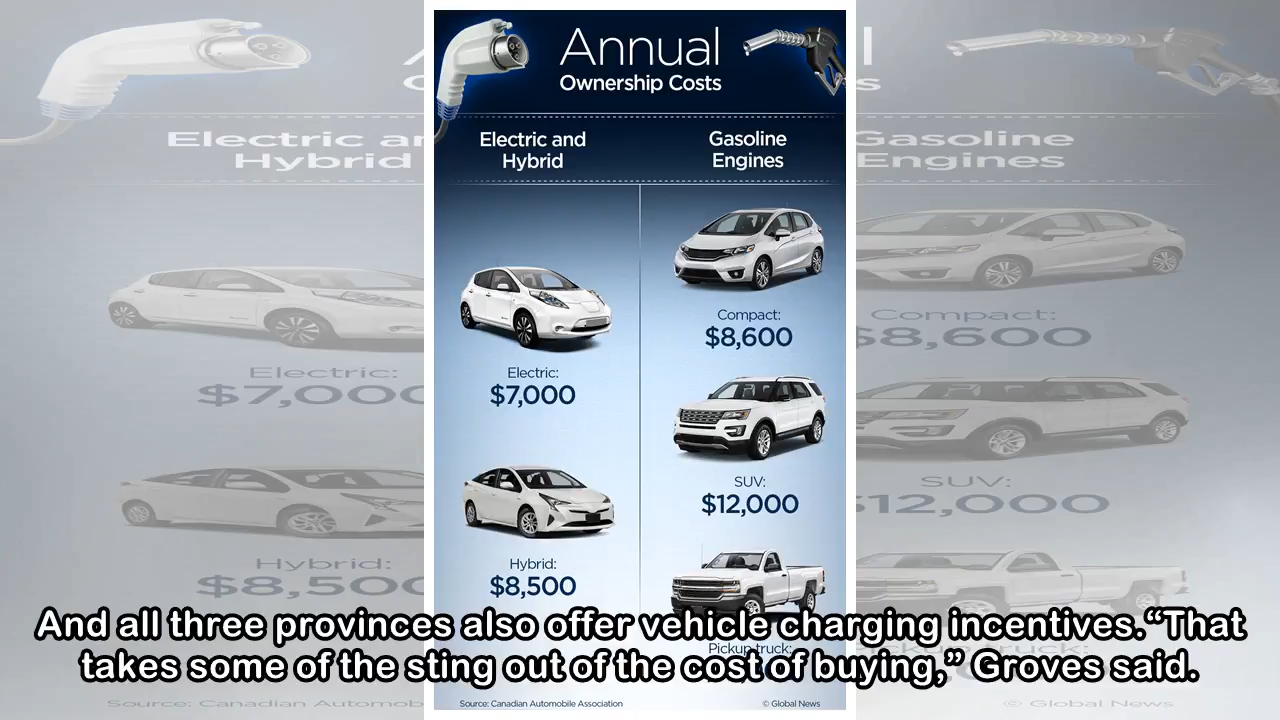 Annual
Ownership Costs
Electric and
Hybrid
Gasoline
Engines
Compact:
$8,600
Electric:
$7,000
SUV:
$12,000
Hybrid:
$8,500
Pickup truck:
And all three provinces also offer vehicle charging incentives.“That
takes some of the sting out of the cost of buying,” Groves said.
Source: Canadian Automobile Association
© Global News